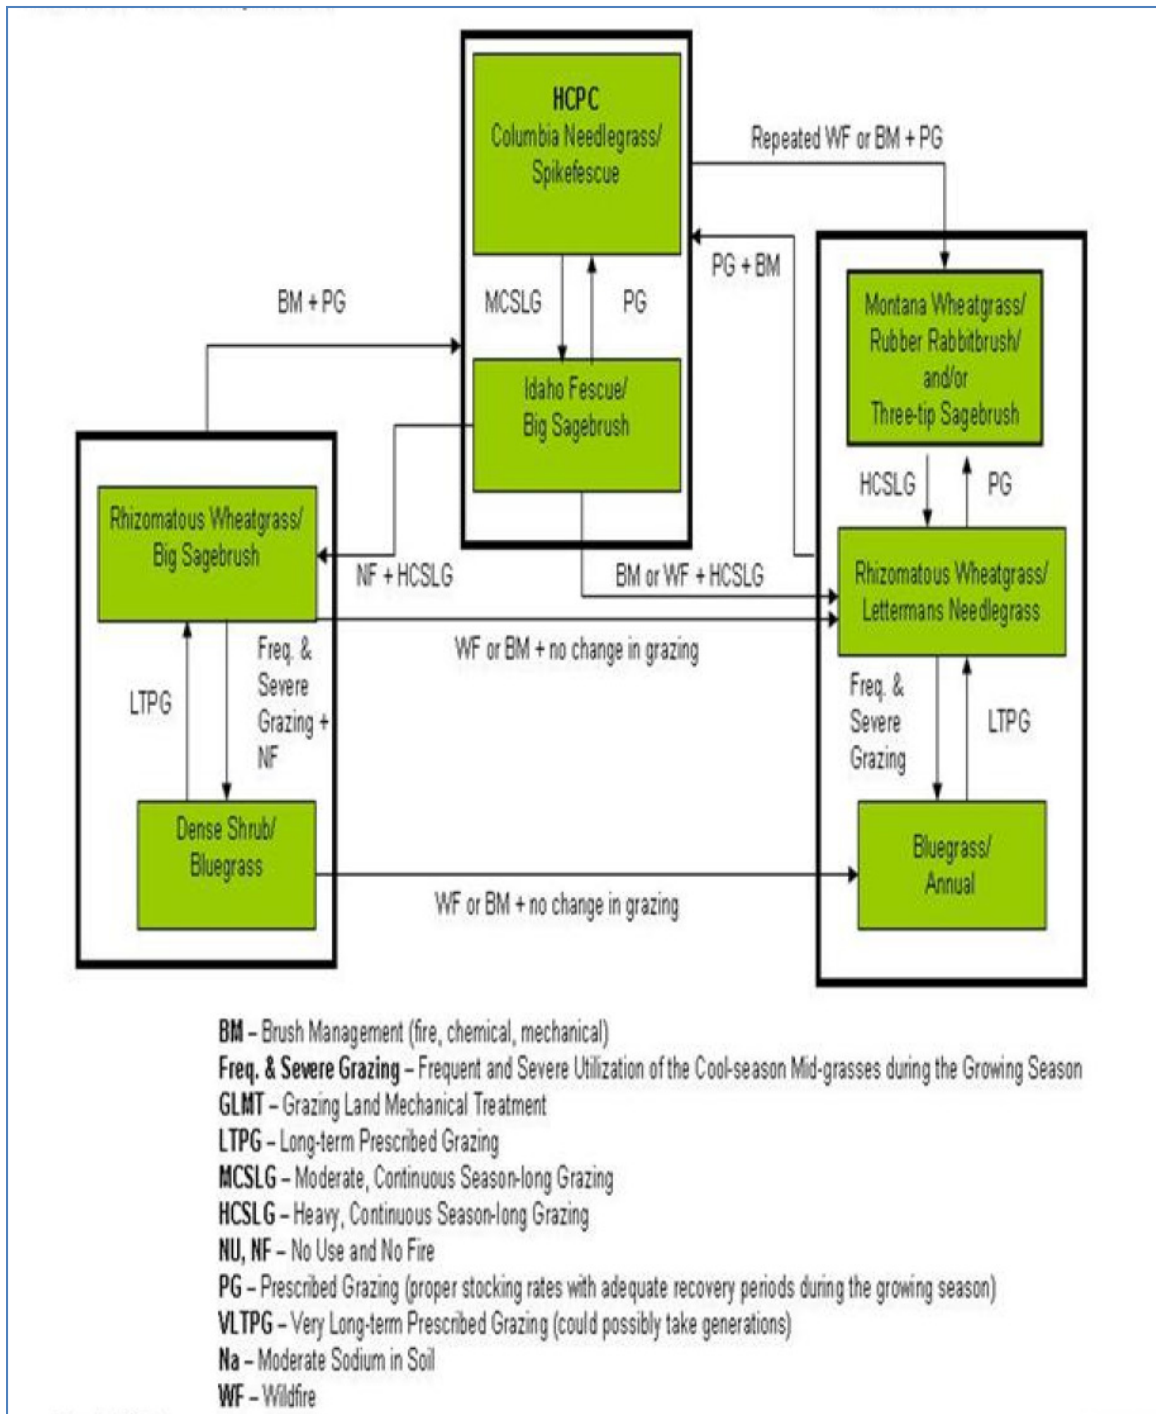 HCPC
Columbia Needlegrass/
Spikefescue
Repeated WF or BM + PG
PG + BM
MCSLG
PG
BM + PG
Montana Wheatgrass/
Rubber Rabbitbrush/
and/or
Three-tip Sagebrush
Idaho Fescue/
Big Sagebrush
HCSLG
PG
Rhizomatous Wheatgrass/
Big Sagebrush
NF + HCSLG
BM or WF + HCSLG
Rhizomatous Wheatgrass/
Lettermans Needlegrass
WF or BM + no change in grazing
LTPG
Freq. &
Severe
Grazing +
NF
Freq. &
Severe
Grazing
LTPG
Dense Shrub/
Bluegrass
WF or BM + no change in grazing
Bluegrass/
Annual
BM – Brush Management (fire, chemical, mechanical)
Freq. & Severe Grazing – Frequent and Severe Utilization of the Cool-season Mid-grasses during the Growing Season
GLMT – Grazing Land Mechanical Treatment
LTPG – Long-term Prescribed Grazing
MCSLG – Moderate, Continuous Season-long Grazing
HCSLG – Heavy, Continuous Season-long Grazing
NU, NF – No Use and No Fire
PG – Prescribed Grazing (proper stocking rates with adequate recovery periods during the growing season)
VLTPG – Very Long-term Prescribed Grazing (could possibly take generations)
Na – Moderate Sodium in Soil
WF – Wildfire